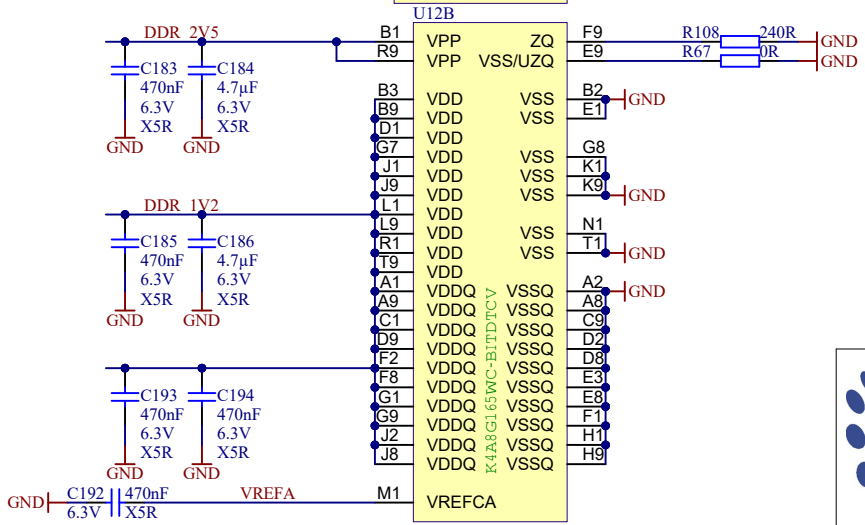 U12B
DDR 2V5 B1 VPP ZQ F9 R108 240R GND
R9 VPP VSS/UZQ E9 R67 0R GND
C183 C184
470nF 4.7µF
6.3V 6.3V
X5R X5R
GND GND
B3 VDD VSS B2 GND
B9 VDD VSS E1
D1 VDD
G7 VDD VSS G8
J1 VDD VSS K1
J9 VDD VSS K9 GND
DDR 1V2 L1 VDD
L9 VDD VSS N1
R1 VDD VSS T1 GND
T9 VDD
C185 C186
470nF 4.7µF
6.3V 6.3V
X5R X5R
GND GND
A1 VDDQ VSSQ A2 GND
A9 VDDQ VSSQ A8
C1 VDDQ VSSQ C9
D9 VDDQ VSSQ D2
F2 VDDQ VSSQ D8
F8 VDDQ VSSQ E3
G1 VDDQ VSSQ E8
G9 VDDQ VSSQ F1
J2 VDDQ VSSQ H1
J8 VDDQ VSSQ H9
K4A8G165WC-BITDTCV
C193 C194
470nF 470nF
6.3V 6.3V
X5R X5R
GND GND
GND C192 470nF VREFA M1 VREFCA
6.3V X5R